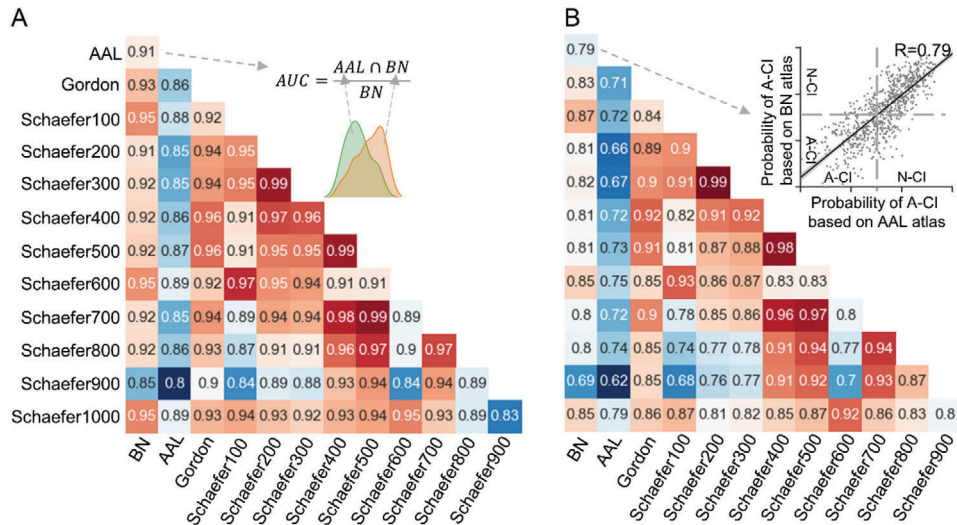 A
AAL 0.91
AUC = AAL ∩ BN / BN
Gordon 0.93 0.86
Schaefer100 0.95 0.88 0.92
Schaefer200 0.91 0.85 0.94 0.95
Schaefer300 0.92 0.85 0.94 0.95 0.99
Schaefer400 0.92 0.86 0.96 0.91 0.97 0.96
Schaefer500 0.92 0.87 0.96 0.91 0.95 0.95 0.99
Schaefer600 0.95 0.89 0.92 0.97 0.95 0.94 0.91 0.91
Schaefer700 0.92 0.85 0.94 0.89 0.94 0.94 0.98 0.99 0.89
Schaefer800 0.92 0.86 0.93 0.87 0.91 0.91 0.96 0.97 0.9 0.97
Schaefer900 0.85 0.8 0.9 0.84 0.89 0.88 0.93 0.94 0.84 0.94 0.89
Schaefer1000 0.95 0.89 0.93 0.94 0.93 0.92 0.93 0.94 0.95 0.93 0.89 0.83
BN AAL Gordon Schaefer100 Schaefer200 Schaefer300 Schaefer400 Schaefer500 Schaefer600 Schaefer700 Schaefer800 Schaefer900
B
0.79
0.83 0.71
0.87 0.72 0.84
0.81 0.66 0.89 0.9
0.82 0.67 0.9 0.91 0.99
0.81 0.72 0.92 0.82 0.91 0.92
0.81 0.73 0.91 0.81 0.87 0.88 0.98
0.85 0.75 0.85 0.93 0.86 0.87 0.83 0.83
0.8 0.72 0.9 0.78 0.85 0.86 0.96 0.97 0.8
0.8 0.74 0.85 0.74 0.77 0.78 0.91 0.94 0.77 0.94
0.69 0.62 0.85 0.68 0.76 0.77 0.91 0.92 0.7 0.93 0.87
0.85 0.79 0.86 0.87 0.81 0.82 0.85 0.87 0.92 0.86 0.83 0.8
BN AAL Gordon Schaefer100 Schaefer200 Schaefer300 Schaefer400 Schaefer500 Schaefer600 Schaefer700 Schaefer800 Schaefer900
R=0.79
Probability of A-CI
based on BN atlas
N-CI
A-CI
A-CI N-CI
Probability of A-CI
based on AAL atlas